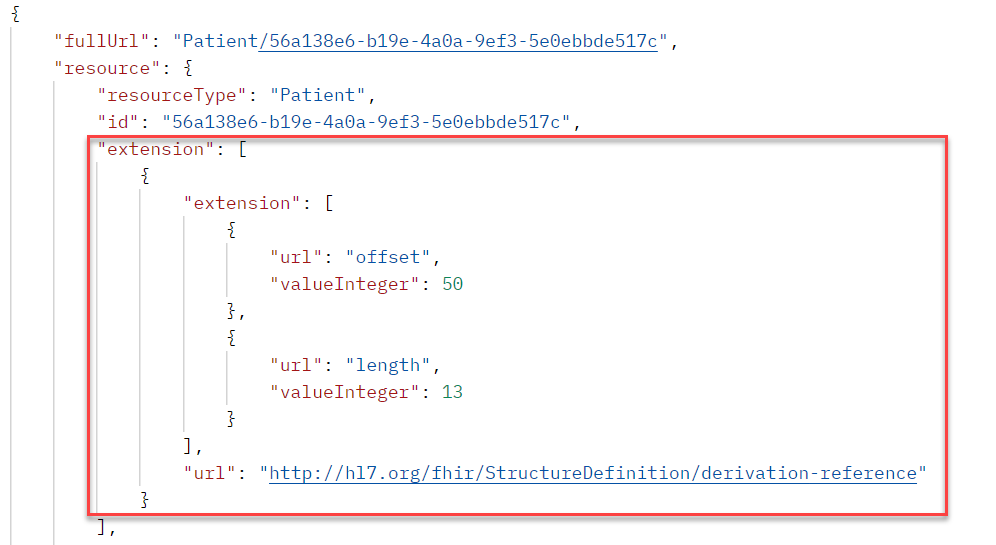 {
"fullUrl": "Patient/56a138e6-b19e-4a0a-9ef3-5e0ebbde517c",
"resource": {
"resourceType": "Patient",
"id": "56a138e6-b19e-4a0a-9ef3-5e0ebbde517c",
"extension": [
{
"extension": [
{
"url": "offset",
"valueInteger": 50
},
{
"url": "length",
"valueInteger": 13
}
],
"url": "http://hl7.org/fhir/StructureDefinition/derivation-reference"
}
],